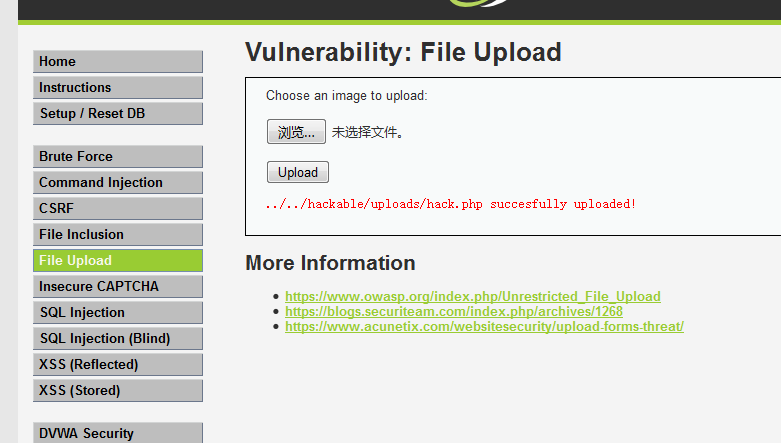 Vulnerability: File Upload
Home
Instructions
Setup / Reset DB
Brute Force
Command Injection
CSRF
File Inclusion
File Upload
Insecure CAPTCHA
SQL Injection
SQL Injection (Blind)
XSS (Reflected)
XSS (Stored)
DVWA Security
Choose an image to upload:
浏览... 未选择文件。
Upload
../../hackable/uploads/hack.php succesfully uploaded!
More Information
https://www.owasp.org/index.php/Unrestricted_File_Upload
https://blogs.securiteam.com/index.php/archives/1268
https://www.acunetix.com/websitesecurity/upload-forms-threat/